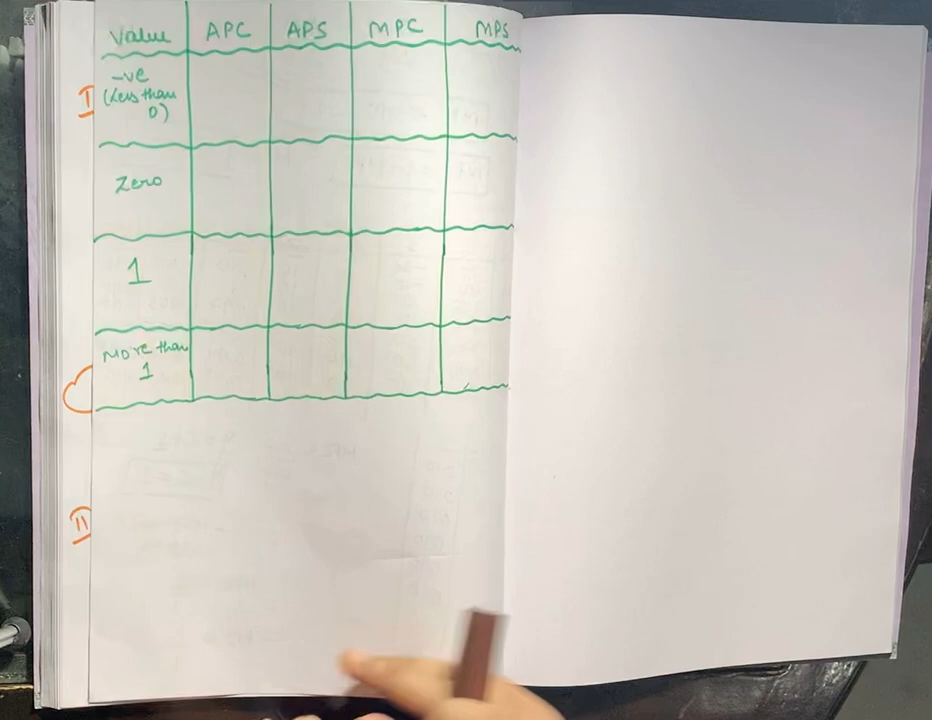 Value APC APS MPC MPS
I
-ve
(Less than
0)
Zero
1
More than
1
II